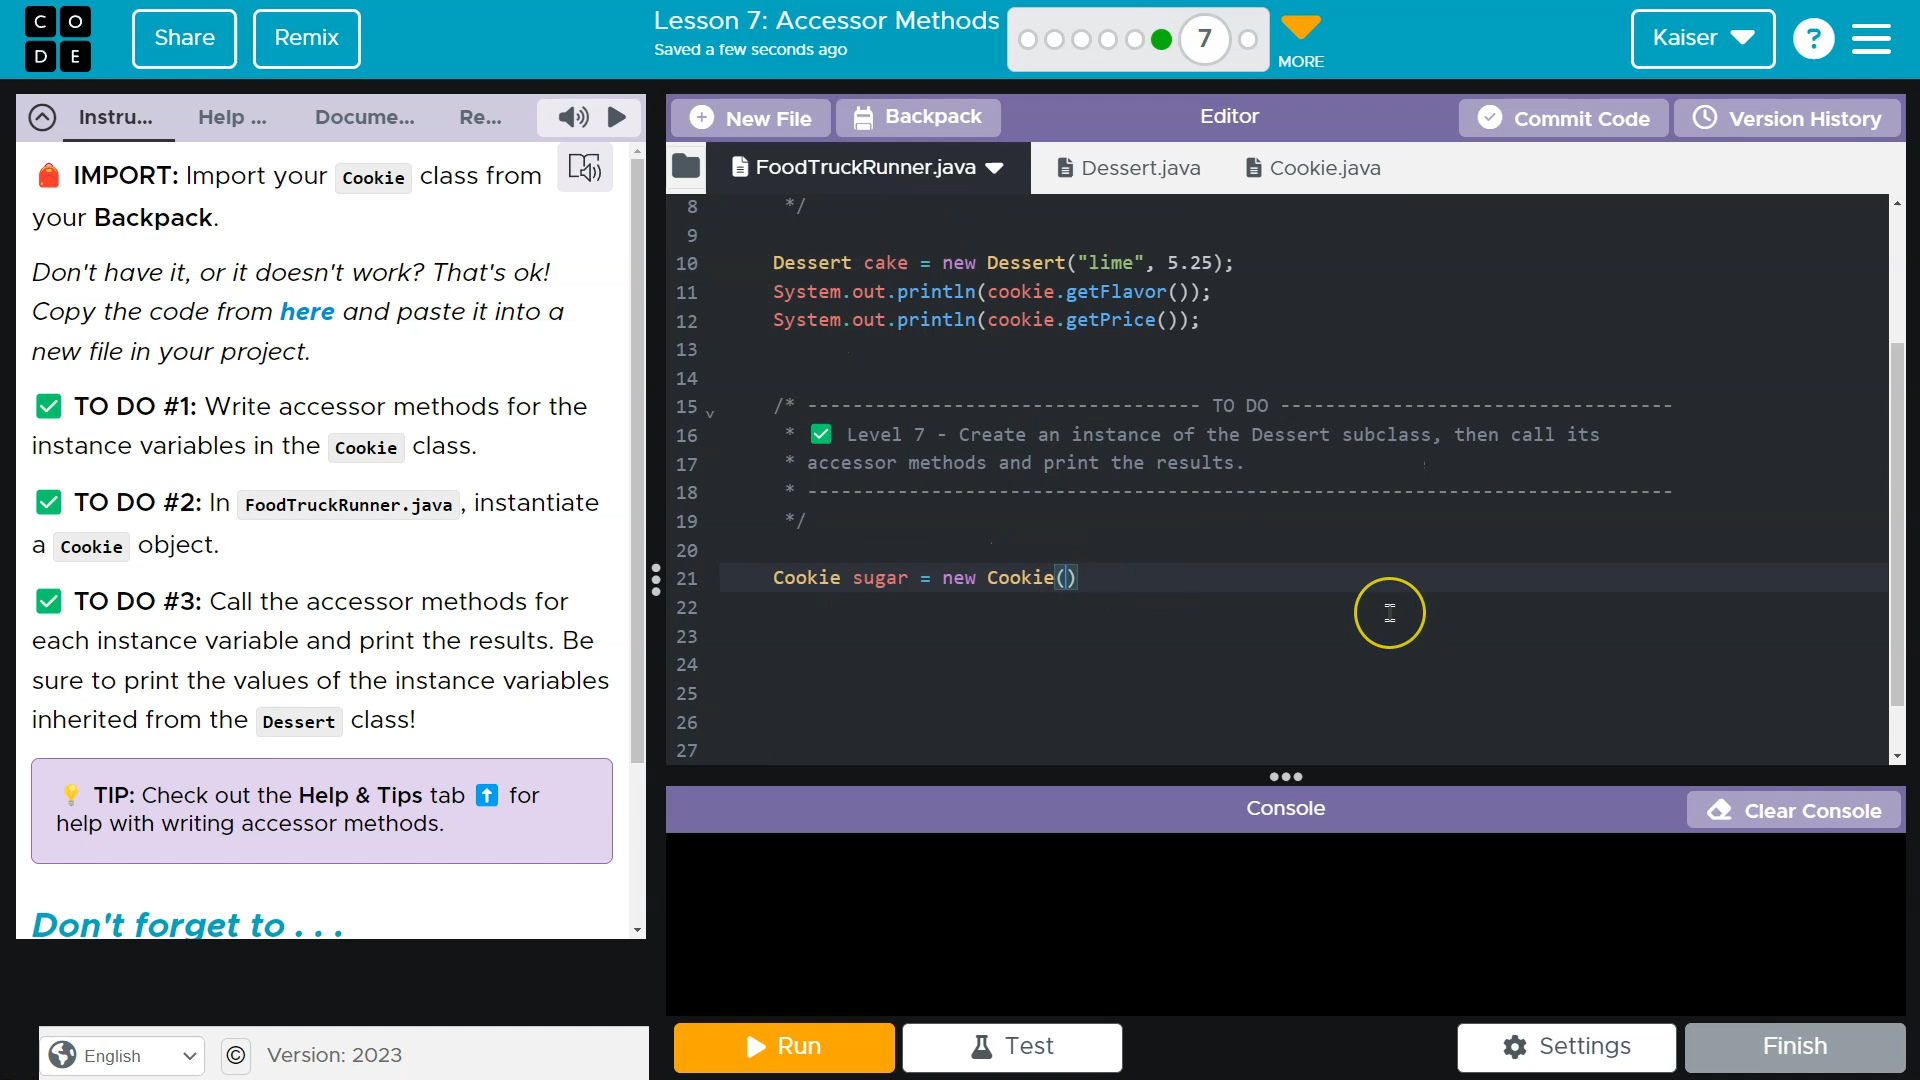 CODE
Share
Remix
Lesson 7: Accessor Methods
Saved a few seconds ago
7
MORE
Kaiser
?
Instru...
Help ...
Docume...
Re...
IMPORT: Import your Cookie class from
your Backpack.
Don't have it, or it doesn't work? That's ok!
Copy the code from here and paste it into a
new file in your project.
TO DO #1: Write accessor methods for the
instance variables in the Cookie class.
TO DO #2: In FoodTruckRunner.java, instantiate
a Cookie object.
TO DO #3: Call the accessor methods for
each instance variable and print the results. Be
sure to print the values of the instance variables
inherited from the Dessert class!
TIP: Check out the Help & Tips tab for
help with writing accessor methods.
Don't forget to . . .
English
© Version: 2023
New File
Backpack
Editor
Commit Code
Version History
FoodTruckRunner.java
Dessert.java
Cookie.java
8 */
9
10 Dessert cake = new Dessert("lime", 5.25);
11 System.out.println(cookie.getFlavor());
12 System.out.println(cookie.getPrice());
13
14
15 /* ----------------------------------- TO DO -----------------------------------
16 * ✅ Level 7 - Create an instance of the Dessert subclass, then call its
17 * accessor methods and print the results.
18 * -----------------------------------------------------------------------------
19 */
20
21 Cookie sugar = new Cookie()
22
23
24
25
26
27
Console
Clear Console
Run
Test
Settings
Finish